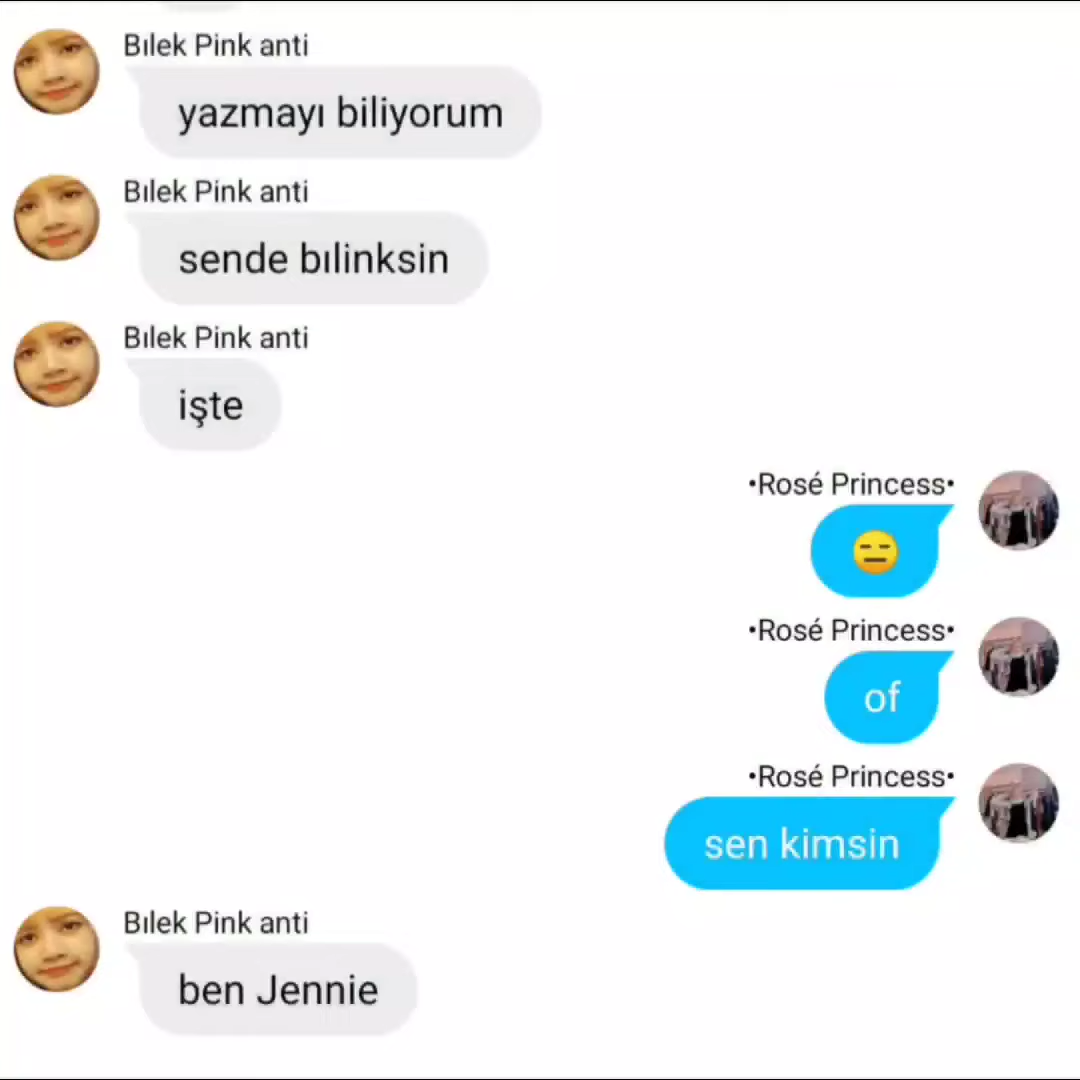 Bılek Pink anti
yazmayı biliyorum
Bılek Pink anti
sende bılinksin
Bılek Pink anti
işte
•Rosé Princess•
😑
•Rosé Princess•
of
•Rosé Princess•
sen kimsin
Bılek Pink anti
ben Jennie